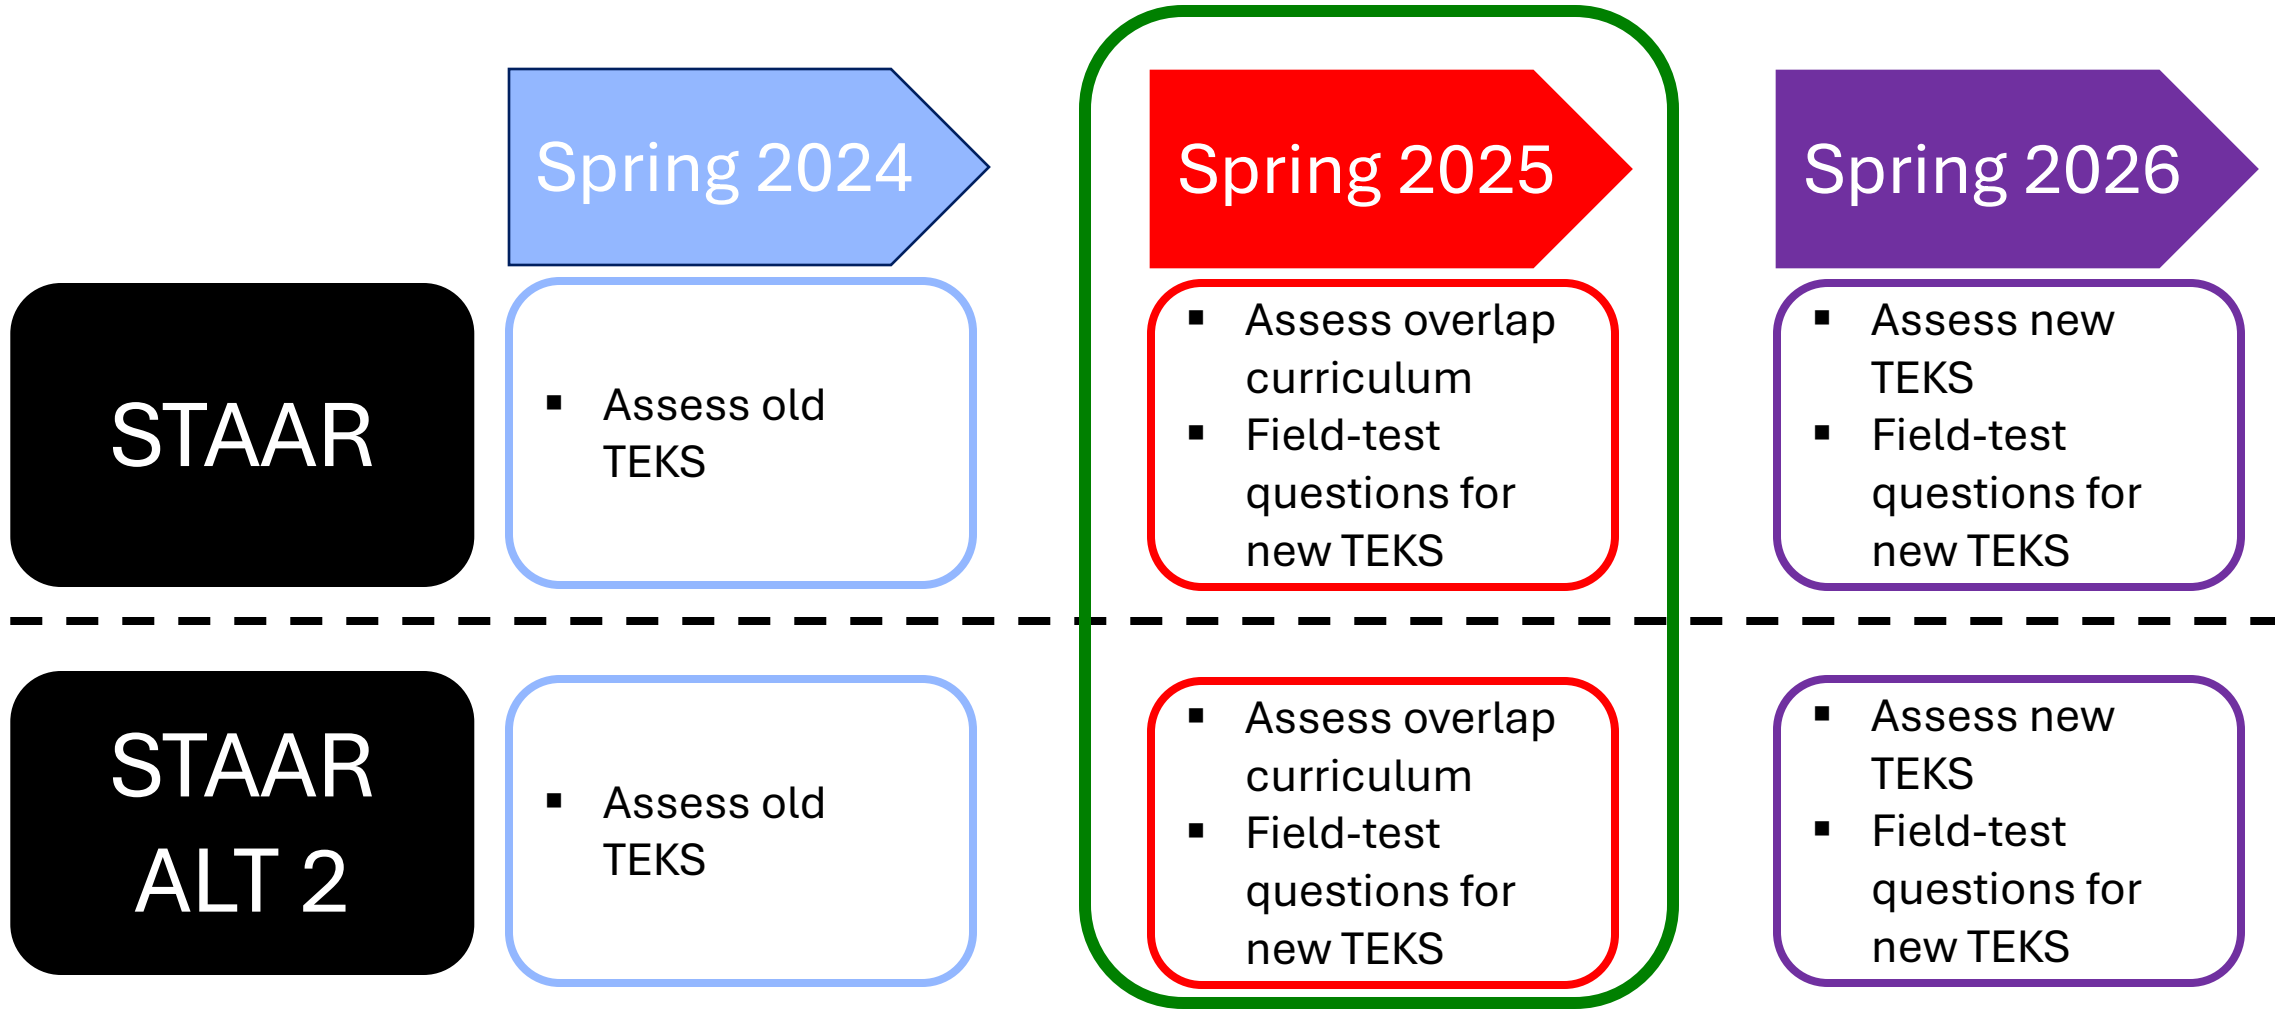 Spring 2024
Spring 2025
Spring 2026
STAAR
▪ Assess old
TEKS
▪ Assess overlap
curriculum
▪ Field-test
questions for
new TEKS
▪ Assess new
TEKS
▪ Field-test
questions for
new TEKS
STAAR
ALT 2
▪ Assess old
TEKS
▪ Assess overlap
curriculum
▪ Field-test
questions for
new TEKS
▪ Assess new
TEKS
▪ Field-test
questions for
new TEKS